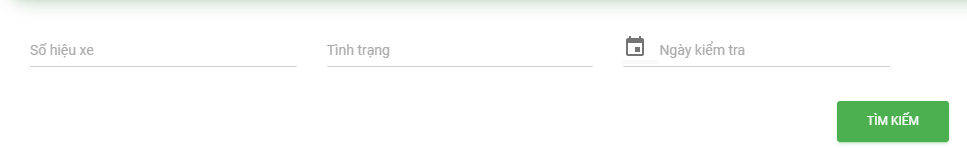 Số hiệu xe
Tình trạng
Ngày kiểm tra
TÌM KIẾM